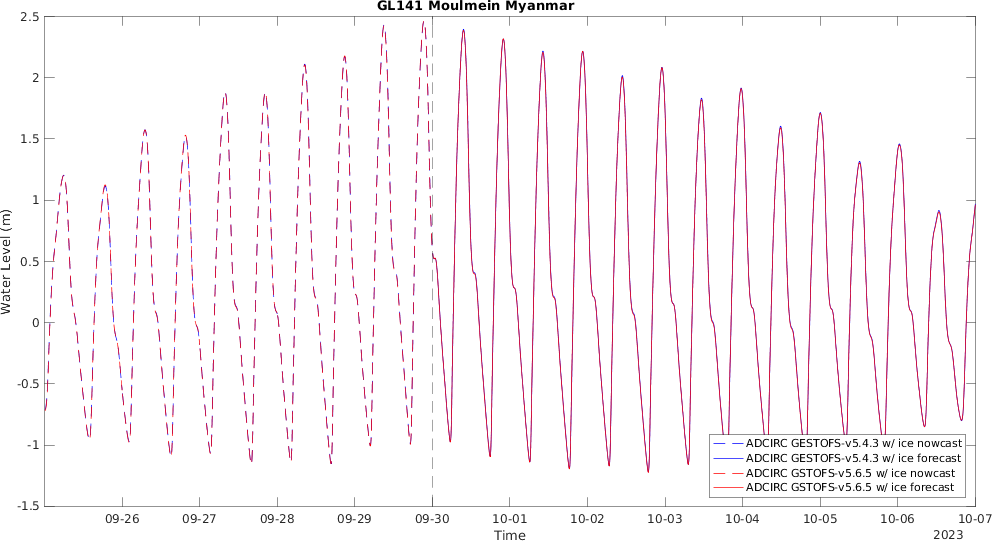 GL141 Moulmein Myanmar
2.5
2
1.5
1
0.5
0
-0.5
-1
-1.5
Water Level (m)
09-26 09-27 09-28 09-29 09-30 10-01 10-02 10-03 10-04 10-05 10-06 10-07
Time
2023
ADCIRC GESTOFS-v5.4.3 w/ ice nowcast
ADCIRC GESTOFS-v5.4.3 w/ ice forecast
ADCIRC GSTOFS-v5.6.5 w/ ice nowcast
ADCIRC GSTOFS-v5.6.5 w/ ice forecast